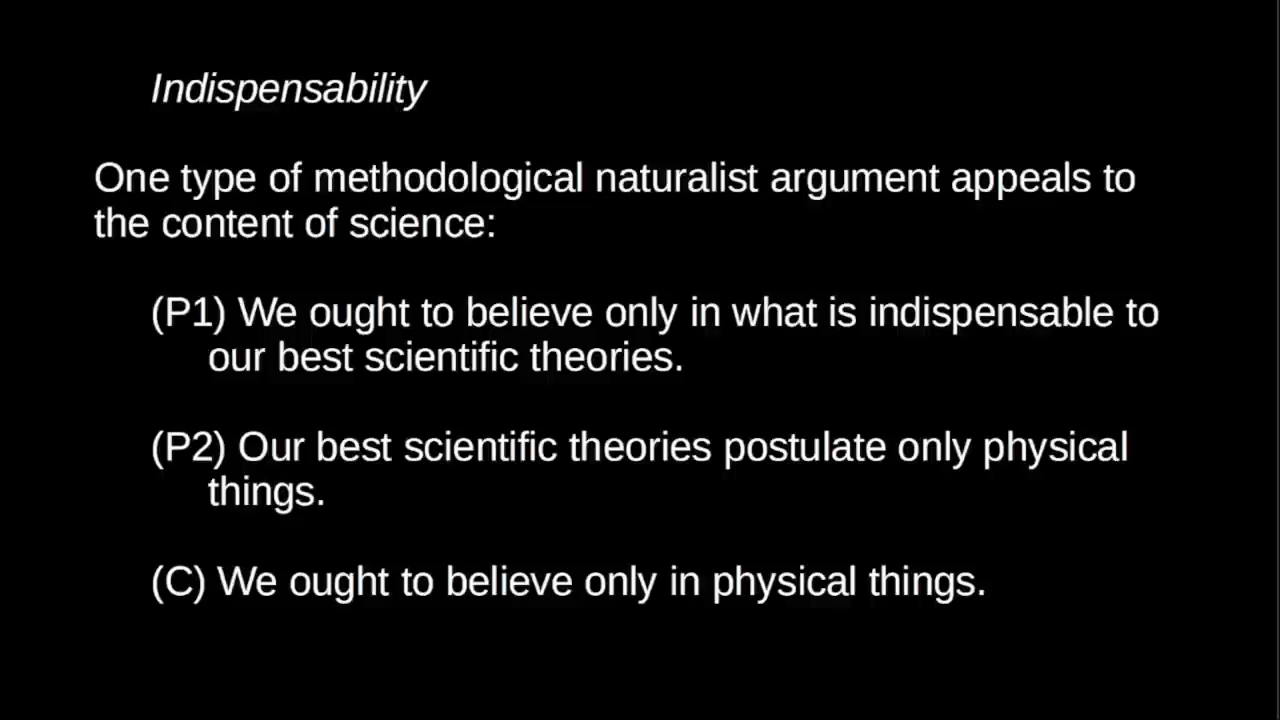 Indispensability
One type of methodological naturalist argument appeals to
the content of science:
(P1) We ought to believe only in what is indispensable to
our best scientific theories.
(P2) Our best scientific theories postulate only physical
things.
(C) We ought to believe only in physical things.